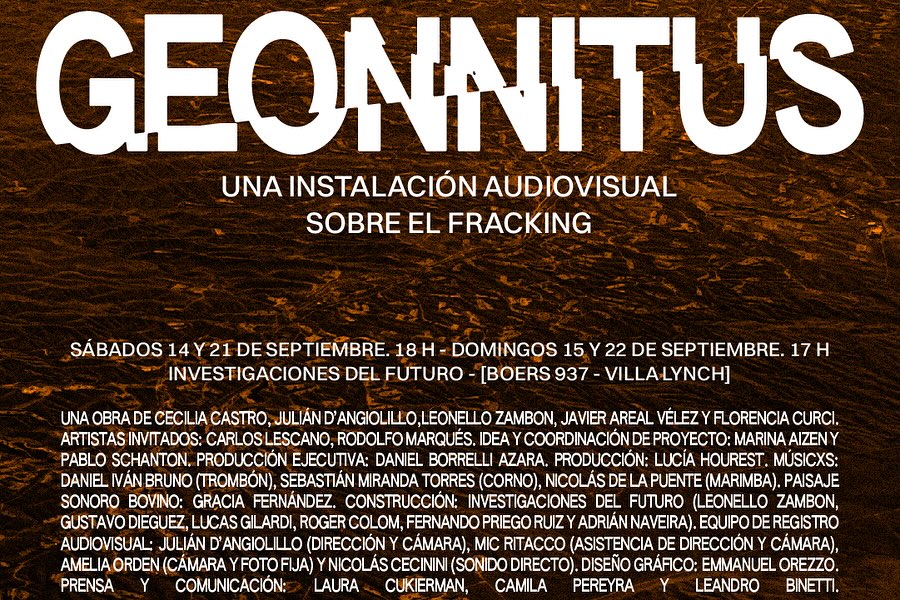 GEONNITUS
UNA INSTALACIÓN AUDIOVISUAL
SOBRE EL FRACKING
SÁBADOS 14 Y 21 DE SEPTIEMBRE. 18 H - DOMINGOS 15 Y 22 DE SEPTIEMBRE. 17 H
INVESTIGACIONES DEL FUTURO - [BOERS 937 - VILLA LYNCH]
UNA OBRA DE CECILIA CASTRO, JULIÁN D'ANGIOLILLO,LEONELLO ZAMBON, JAVIER AREAL VÉLEZ Y FLORENCIA CURCI.
ARTISTAS INVITADOS: CARLOS LESCANO, RODOLFO MARQUÉS. IDEA Y COORDINACIÓN DE PROYECTO: MARINA AIZEN Y
PABLO SCHANTON. PRODUCCIÓN EJECUTIVA: DANIEL BORRELLI AZARA. PRODUCCIÓN: LUCÍA HOUREST. MÚSICXS:
DANIEL IVÁN BRUNO (TROMBÓN), SEBASTIÁN MIRANDA TORRES (CORNO), NICOLÁS DE LA PUENTE (MARIMBA). PAISAJE
SONORO BOVINO: GRACIA FERNÁNDEZ. CONSTRUCCIÓN: INVESTIGACIONES DEL FUTURO (LEONELLO ZAMBON,
GUSTAVO DIEGUEZ, LUCAS GILARDI, ROGER COLOM, FERNANDO PRIEGO RUIZ Y ADRIÁN NAVEIRA). EQUIPO DE REGISTRO
AUDIOVISUAL: JULIÁN D'ANGIOLILLO (DIRECCIÓN Y CÁMARA), MIC RITACCO (ASISTENCIA DE DIRECCIÓN Y CÁMARA),
AMELIA ORDEN (CÁMARA Y FOTO FIJA) Y NICOLÁS CECININI (SONIDO DIRECTO). DISEÑO GRÁFICO: EMMANUEL OREZZO.
PRENSA Y COMUNICACIÓN: LAURA CUKIERMAN, CAMILA PEREYRA Y LEANDRO BINETTI.